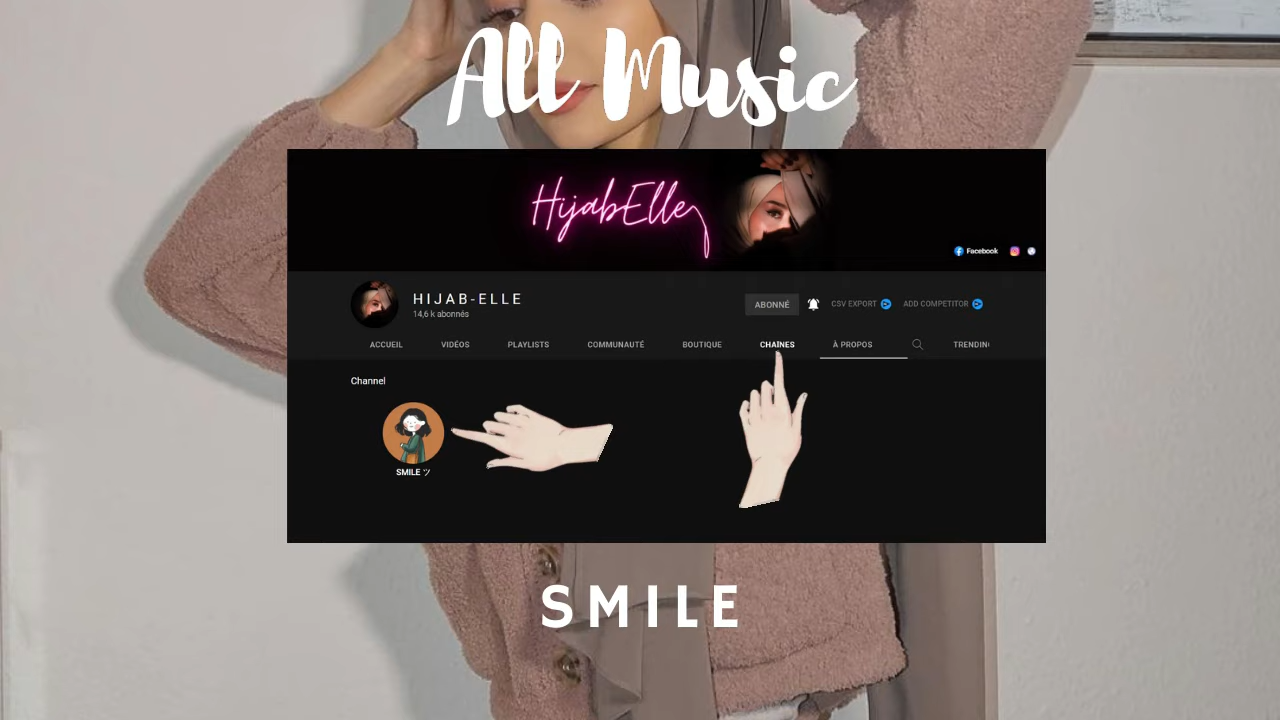 All Music
HijabElle
Facebook
HIJAB-ELLE
14,6 k abonnés
ABONNÉ
CSV EXPORT
ADD COMPETITOR
ACCUEIL VIDÉOS PLAYLISTS COMMUNAUTÉ BOUTIQUE CHAÎNES À PROPOS TRENDIN
Channel
SMILE ツ
SMILE